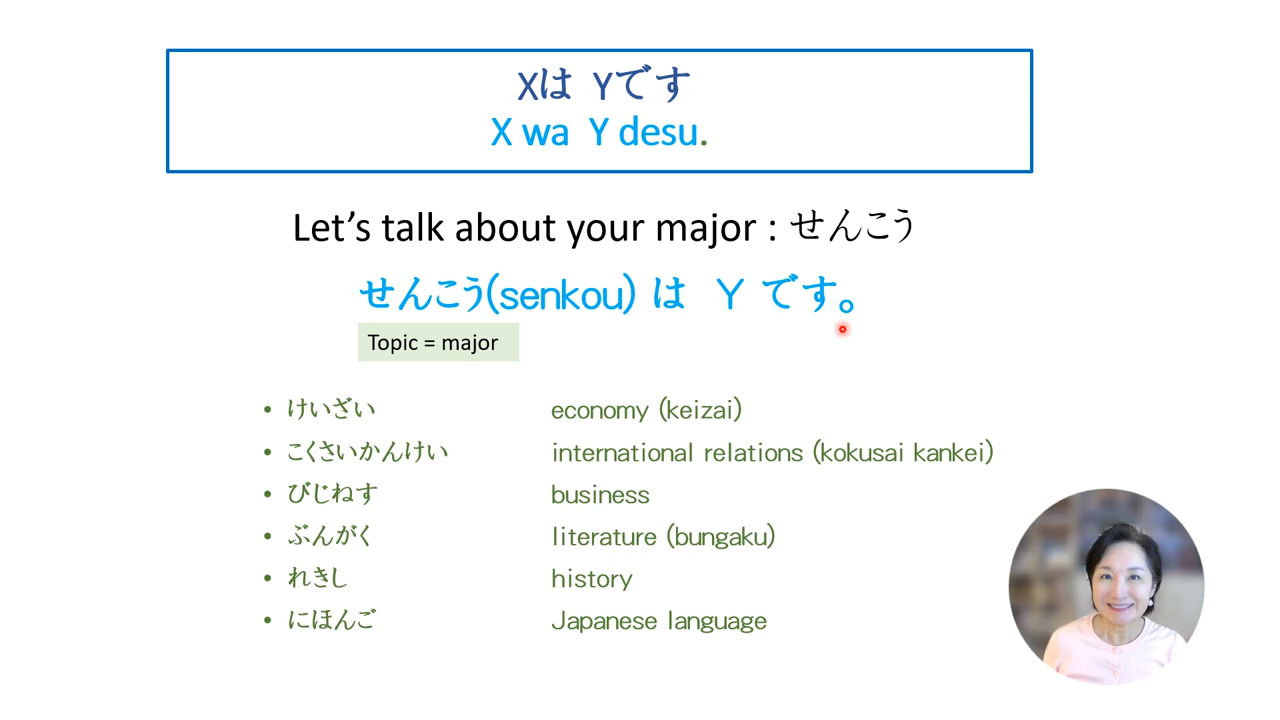 Xは Yです
X wa Y desu.
Let's talk about your major : せんこう
せんこう(senkou) は Y です。
Topic = major
• けいざい economy (keizai)
• こくさいかんけい international relations (kokusai kankei)
• びじねす business
• ぶんがく literature (bungaku)
• れきし history
• にほんご Japanese language